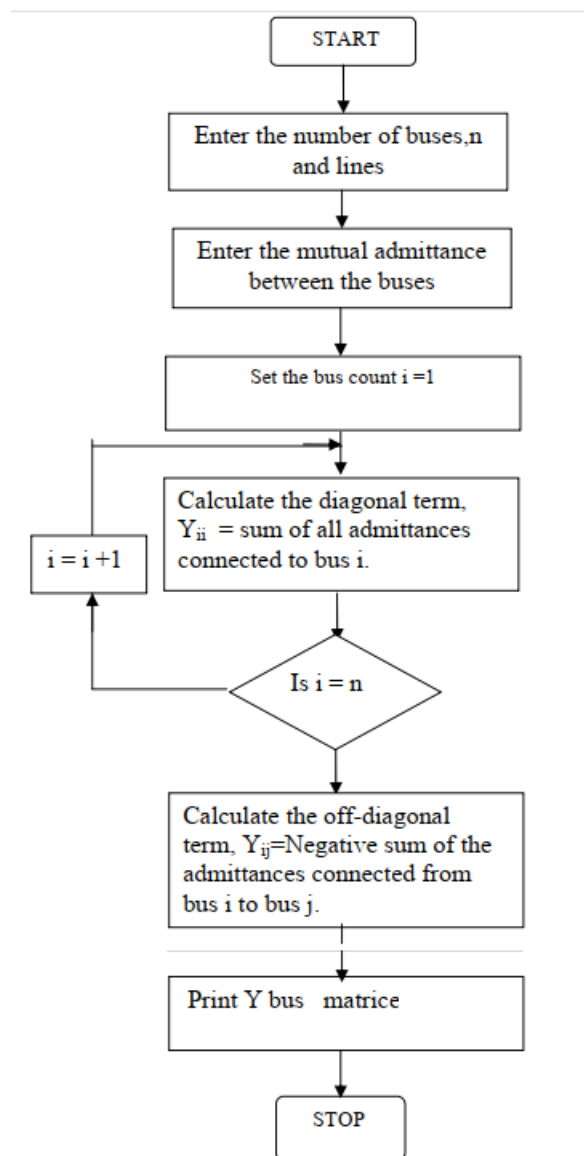 START
Enter the number of buses,n
and lines
Enter the mutual admittance
between the buses
Set the bus count i =1
Calculate the diagonal term,
Yii = sum of all admittances
connected to bus i.
i = i +1
Is i = n
Calculate the off-diagonal
term, Yij=Negative sum of the
admittances connected from
bus i to bus j.
Print Y bus matrice
STOP